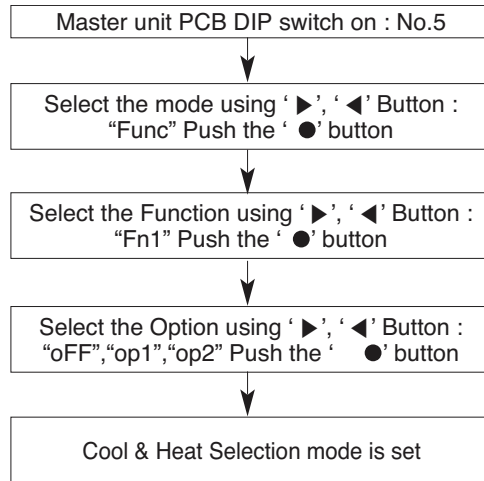 Master unit PCB DIP switch on : No.5
Select the mode using ‘ ▶’, ‘ ◀’ Button :
“Func” Push the ‘ ●’ button
Select the Function using ‘ ▶’, ‘ ◀’ Button :
“Fn1” Push the ‘ ●’ button
Select the Option using ‘ ▶’, ‘ ◀’ Button :
“oFF”,“op1”,“op2” Push the ‘ ●’ button
Cool & Heat Selection mode is set